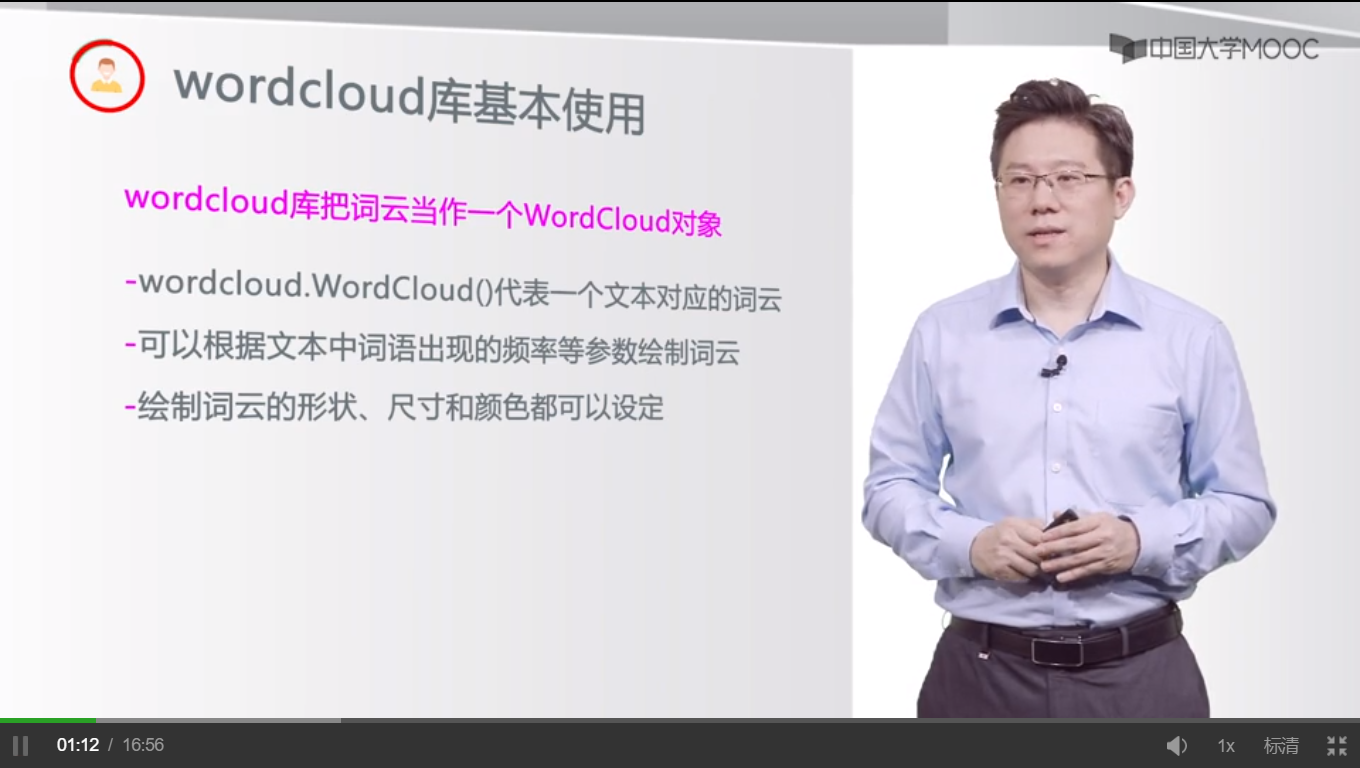 中国大学MOOC
wordcloud库基本使用
wordcloud库把词云当作一个WordCloud对象
-wordcloud.WordCloud()代表一个文本对应的词云
-可以根据文本中词语出现的频率等参数绘制词云
-绘制词云的形状、尺寸和颜色都可以设定
01:12 / 16:56
1x
标清